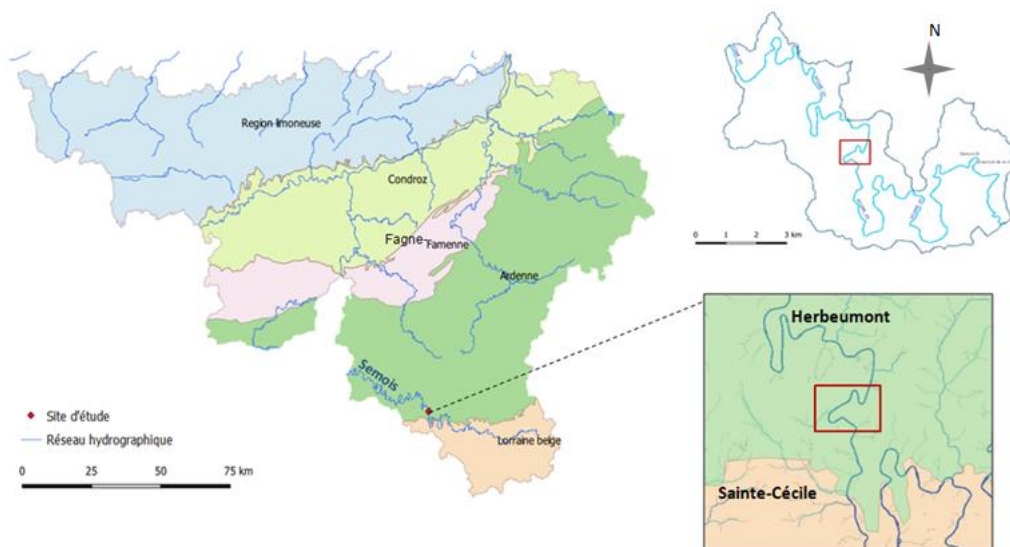 Région limoneuse
Condroz
Fagne-
Famenne
Ardenne
Semois
Lorraine belge
Site d'étude
Réseau hydrographique
0 25 50 75 km
N
0 1 2 3 km
Herbeumont
Sainte-Cécile